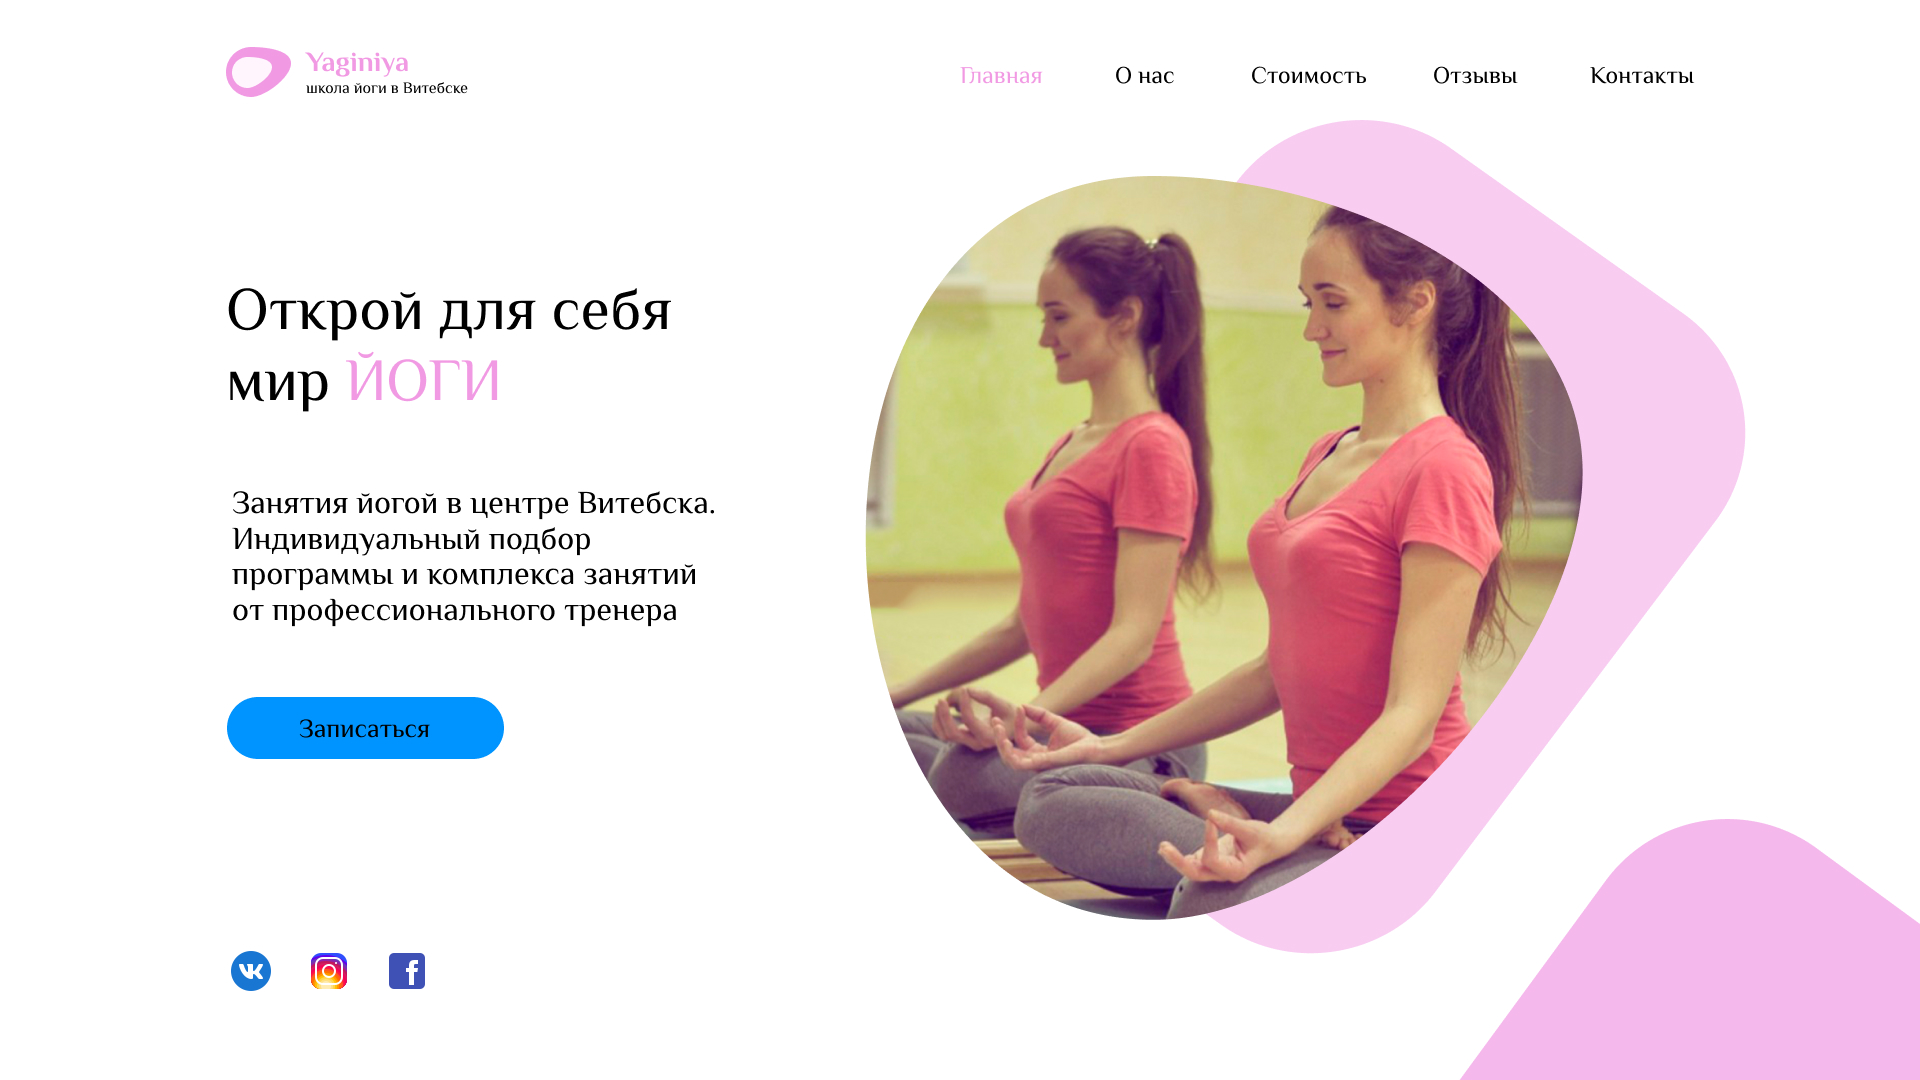 Yaginiya
школа йоги в Витебске
Главная
О нас
Стоимость
Отзывы
Контакты
Открой для себя
мир йоги
Занятия йогой в центре Витебска.
Индивидуальный подбор
программы и комплекса занятий
от профессионального тренера
Записаться